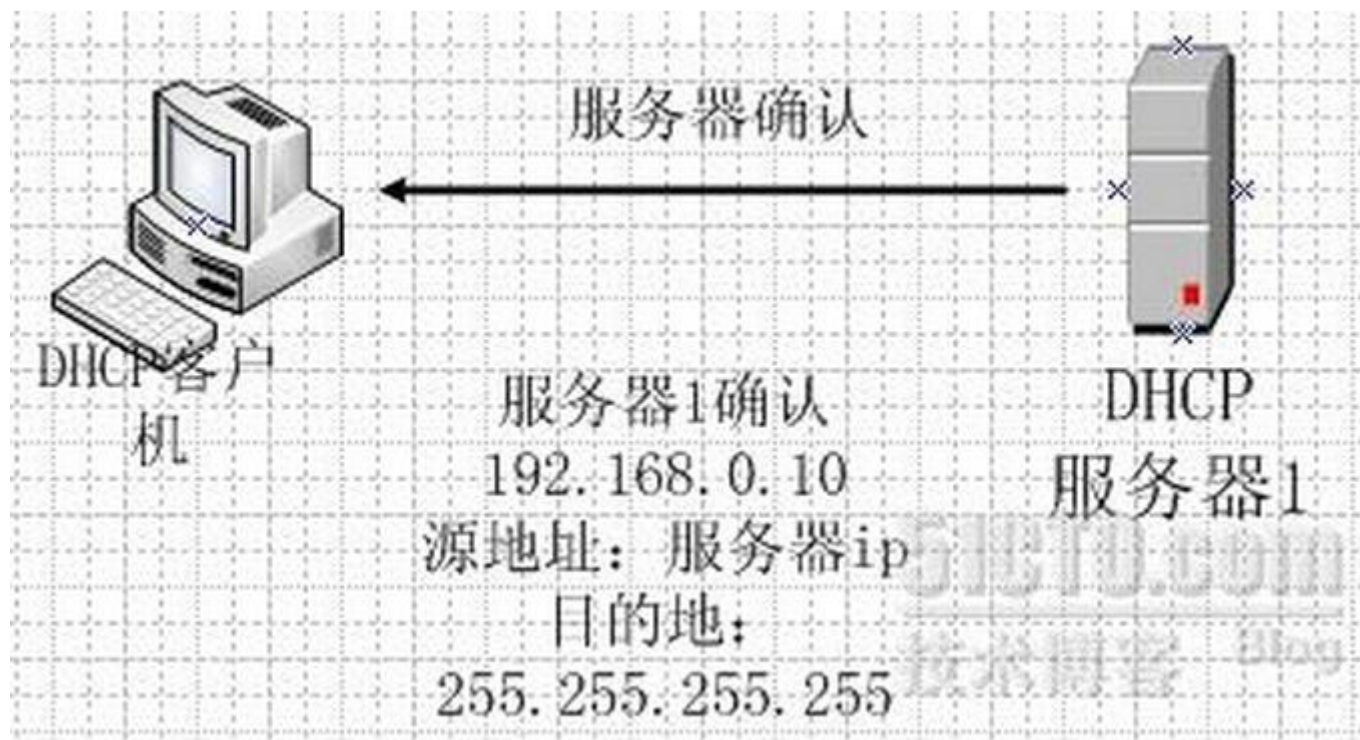 服务器确认
DHCP客户
机
服务器1确认
192.168.0.10
源地址：服务器ip
目的地：
255.255.255.255
DHCP
服务器1
51CTO.com
技术博客 Blog